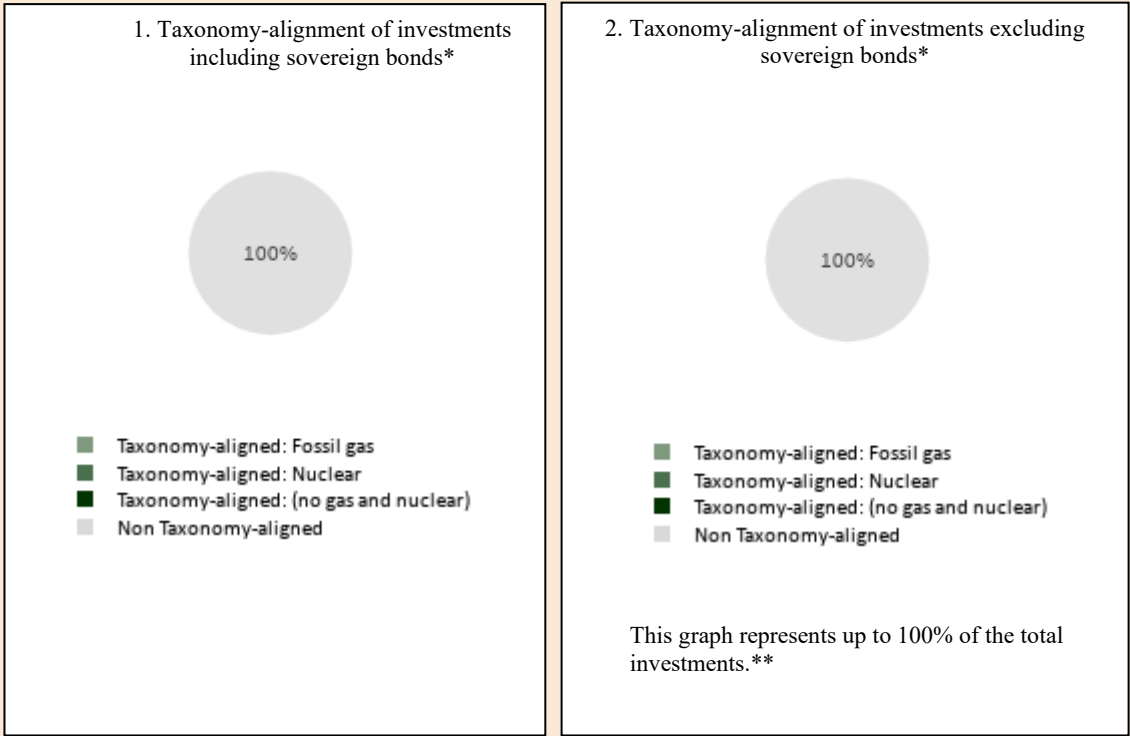 1. Taxonomy-alignment of investments
including sovereign bonds*
100%
Taxonomy-aligned: Fossil gas
Taxonomy-aligned: Nuclear
Taxonomy-aligned: (no gas and nuclear)
Non Taxonomy-aligned
2. Taxonomy-alignment of investments excluding
sovereign bonds*
100%
Taxonomy-aligned: Fossil gas
Taxonomy-aligned: Nuclear
Taxonomy-aligned: (no gas and nuclear)
Non Taxonomy-aligned
This graph represents up to 100% of the total
investments.**